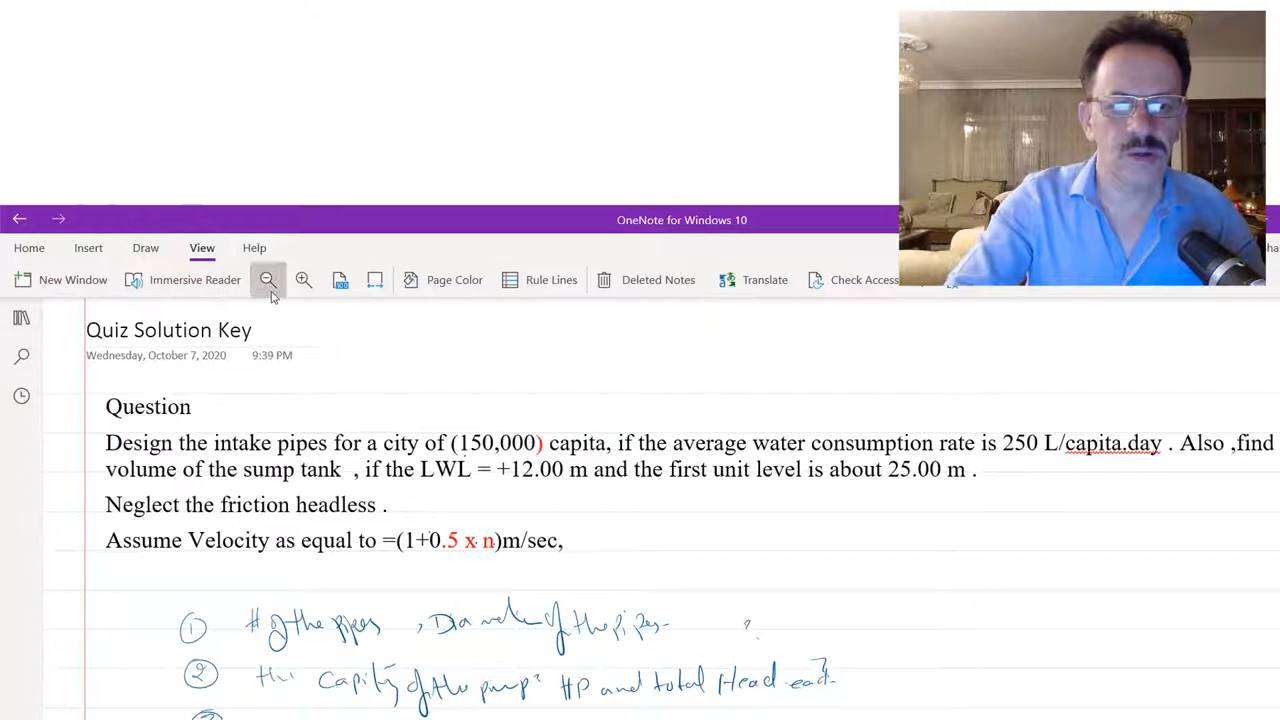 OneNote for Windows 10
Home Insert Draw View Help
New Window Immersive Reader 100 Page Color Rule Lines Deleted Notes Translate Check Access
Quiz Solution Key
Wednesday, October 7, 2020 9:39 PM
Question
Design the intake pipes for a city of (150,000) capita, if the average water consumption rate is 250 L/capita.day . Also ,find
volume of the sump tank , if the LWL = +12.00 m and the first unit level is about 25.00 m .
Neglect the friction headless .
Assume Velocity as equal to =(1+0.5 x n)m/sec,
① # of the pipes , Diameter of the pipes- ?
② the Capity of the pump? HP and total Head